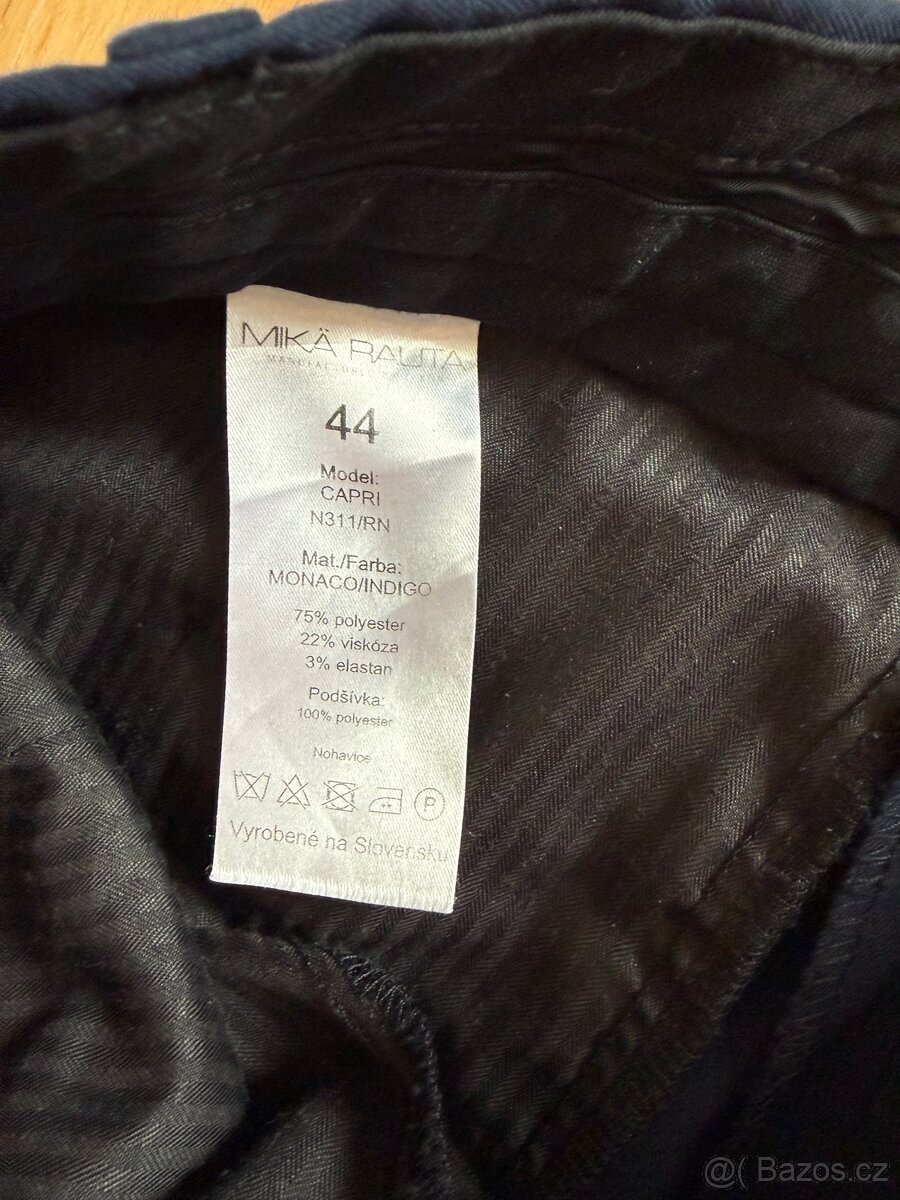 MIKÄ RAUTA
44
Model:
CAPRI
N311/RN
Mat./Farba:
MONACO/INDIGO
75% polyester
22% viskóza
3% elastan
Podšívka:
100% polyester
Nohavice
P
Vyrobené na Slovensku
@( Bazos.cz